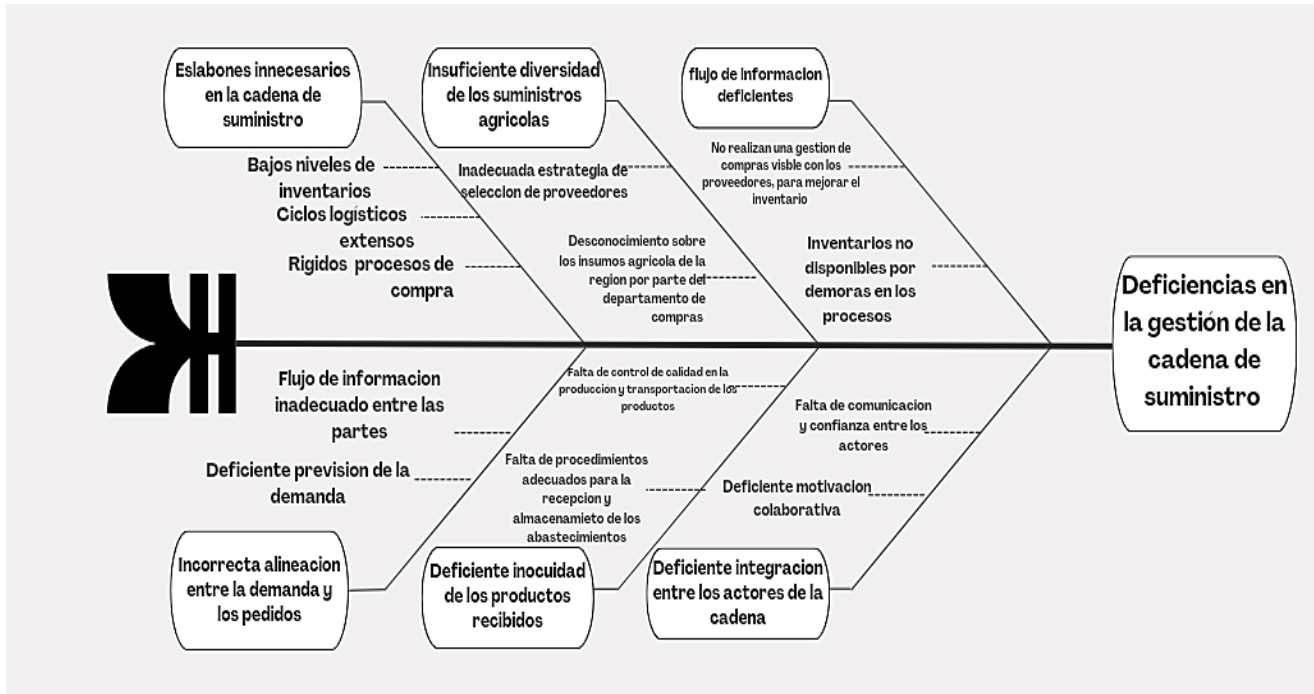 Eslabones innecesarios
en la cadena de
suministro
Bajos niveles de
inventarios
Ciclos logísticos
extensos
Rigidos procesos de
compra
Insuficiente diversidad
de los suministros
agricolas
Inadecuada estrategia de
seleccion de proveedores
Desconocimiento sobre
los insumos agricola de la
region por parte del
departamento de
compras
flujo de informacion
deficientes
No realizan una gestion de
compras visble con los
proveedores, para mejorar el
inventario
Inventarios no
disponibles por
demoras en los
procesos
Deficiencias en
la gestión de la
cadena de
suministro
Flujo de informacion
inadecuado entre las
partes
Deficiente prevision de la
demanda
Incorrecta alineacion
entre la demanda y
los pedidos
Falta de control de calidad en la
produccion y transportacion de los
productos
Falta de procedimientos
adecuados para la
recepcion y
almacenamieto de los
abastecimientos
Deficiente inocuidad
de los productos
recibidos
Falta de comunicacion
y confianza entre los
actores
Deficiente motivacion
colaborativa
Deficiente integracion
entre los actores de la
cadena